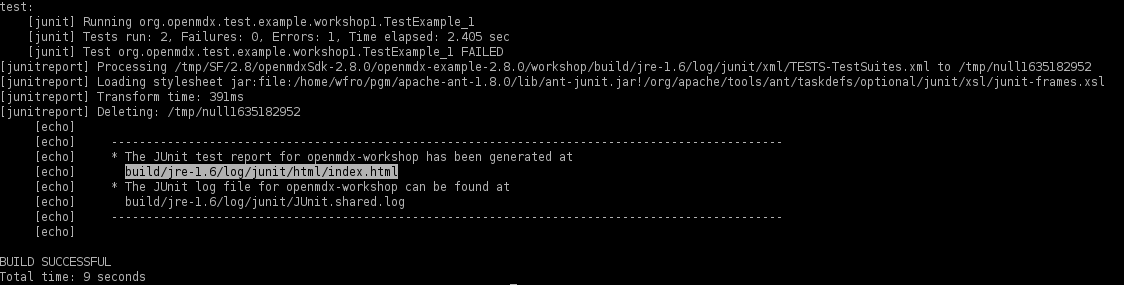 test:
    [junit] Running org.openmdx.test.example.workshop1.TestExample_1
    [junit] Tests run: 2, Failures: 0, Errors: 1, Time elapsed: 2.405 sec
    [junit] Test org.openmdx.test.example.workshop1.TestExample_1 FAILED
[junitreport] Processing /tmp/SF/2.8/openmdxSdk-2.8.0/openmdx-example-2.8.0/workshop/build/jre-1.6/log/junit/xml/TESTS-TestSuites.xml to /tmp/null1635182952
[junitreport] Loading stylesheet jar:file:/home/wfro/pgm/apache-ant-1.8.0/lib/ant-junit.jar!/org/apache/tools/ant/taskdefs/optional/junit/xsl/junit-frames.xsl
[junitreport] Transform time: 391ms
[junitreport] Deleting: /tmp/null1635182952
     [echo]
     [echo]     ------------------------------------------------------------------------------------------------
     [echo]     * The JUnit test report for openmdx-workshop has been generated at
     [echo]       build/jre-1.6/log/junit/html/index.html
     [echo]     * The JUnit log file for openmdx-workshop can be found at
     [echo]       build/jre-1.6/log/junit/JUnit.shared.log
     [echo]     ------------------------------------------------------------------------------------------------
     [echo]

BUILD SUCCESSFUL
Total time: 9 seconds